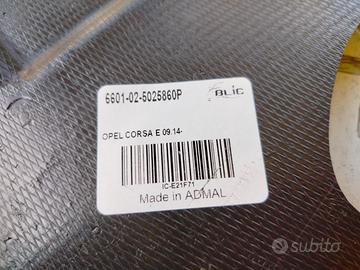 BLIC
6601-02-5025860P
OPEL CORSA E 09.14-
IC-E21F71
Made in ADMAL
subito